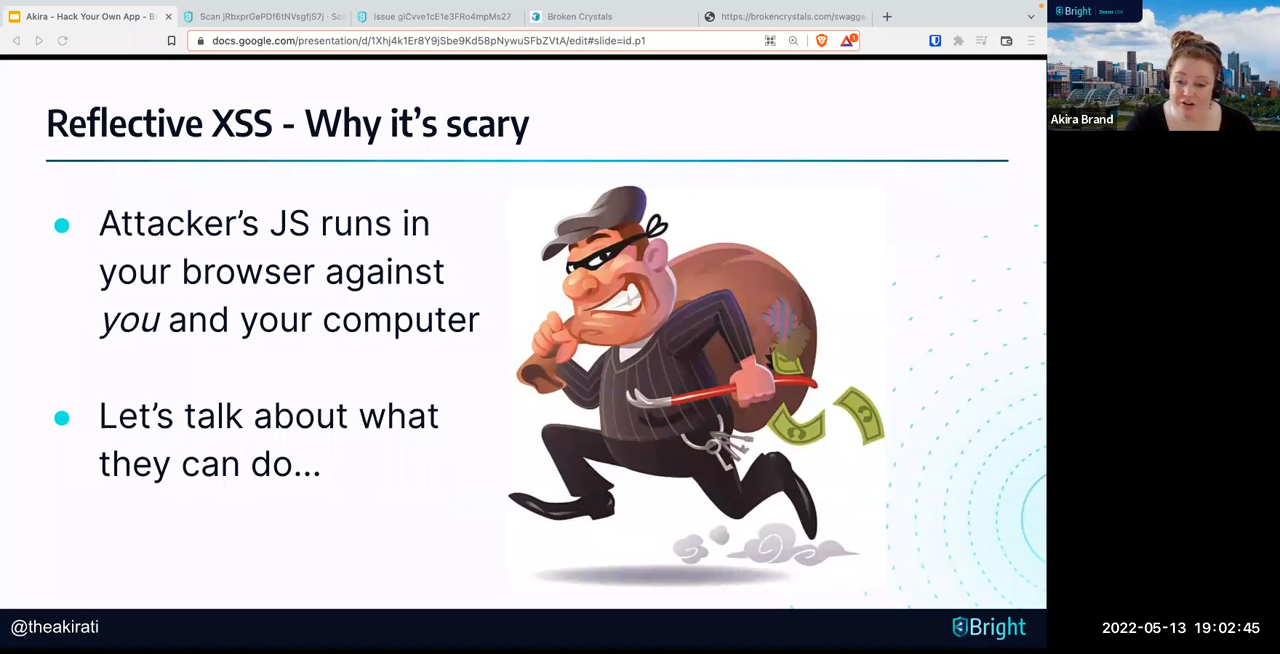 Akira - Hack Your Own App - B
Scan jRbxprGePDf6tNVsgfjS7j · Sc
Issue giCvve1cE1e3FRo4mpMs27
Broken Crystals
https://brokencrystals.com/swagge
docs.google.com/presentation/d/1Xhj4k1Er8Y9jSbe9Kd58pNywuSFbZVtA/edit#slide=id.p1
Bright
Akira Brand
Reflective XSS - Why it's scary
Attacker's JS runs in
your browser against
you and your computer
Let's talk about what
they can do...
@theakirati
Bright
2022-05-13 19:02:45